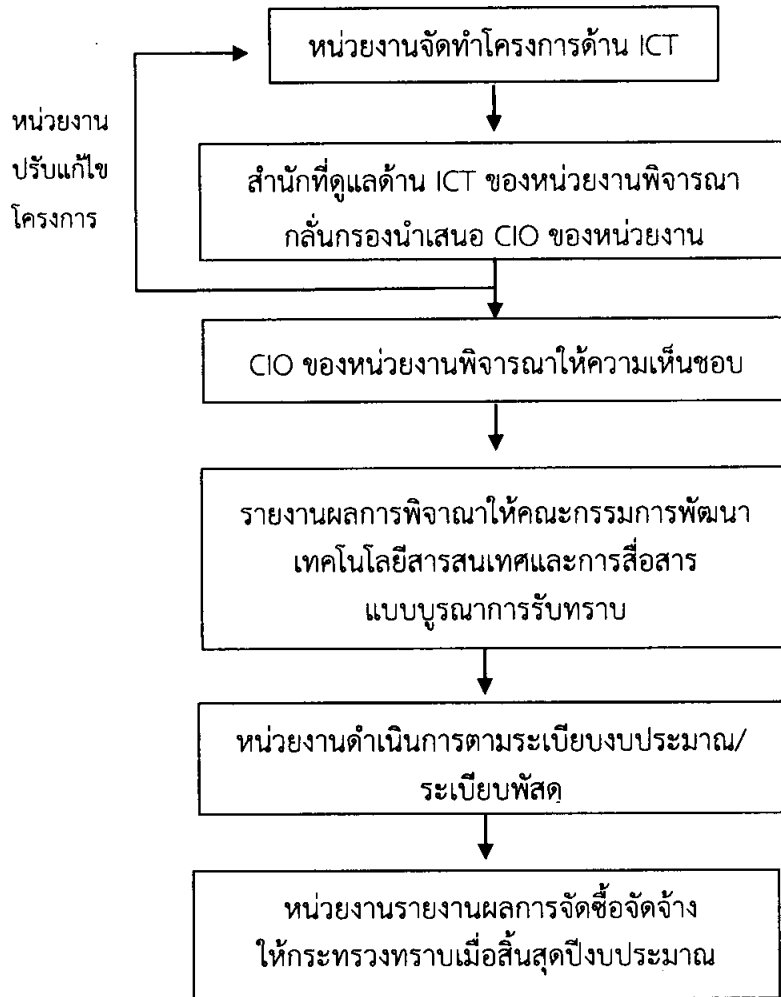 หน่วยงานจัดทำโครงการด้าน ICT
หน่วยงาน
ปรับแก้ไข
โครงการ
สำนักที่ดูแลด้าน ICT ของหน่วยงานพิจารณา
กลั่นกรองนำเสนอ CIO ของหน่วยงาน
CIO ของหน่วยงานพิจารณาให้ความเห็นชอบ
รายงานผลการพิจาณาให้คณะกรรมการพัฒนา
เทคโนโลยีสารสนเทศและการสื่อสาร
แบบบูรณาการรับทราบ
หน่วยงานดำเนินการตามระเบียบงบประมาณ/
ระเบียบพัสดุ
หน่วยงานรายงานผลการจัดซื้อจัดจ้าง
ให้กระทรวงทราบเมื่อสิ้นสุดปีงบประมาณ